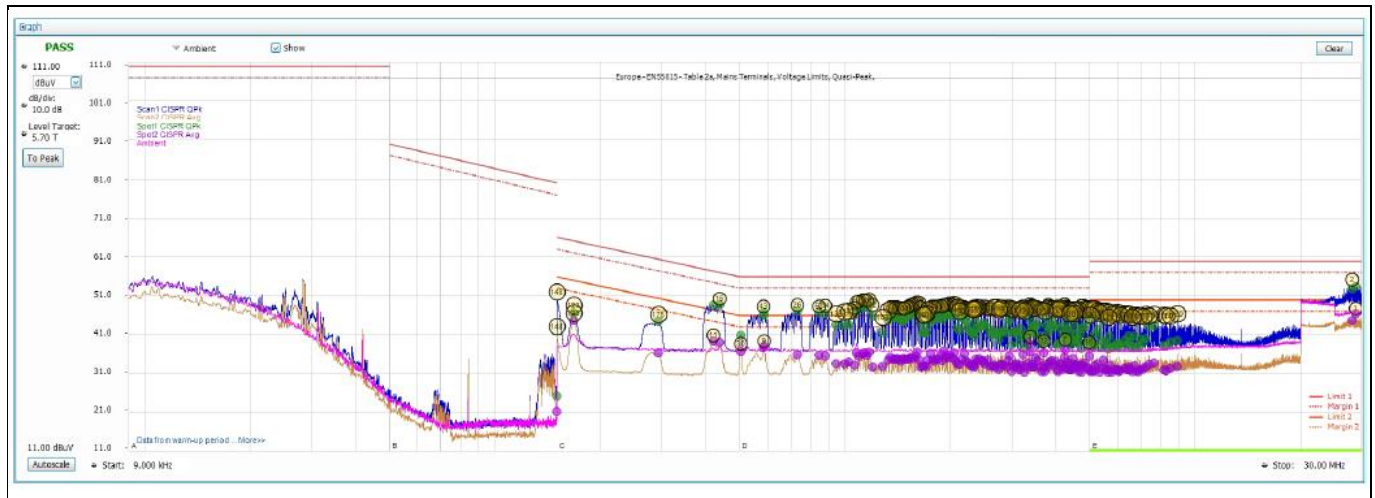 Graph
PASS
Ambient
Show
Clear
111.00
dBuV
dB/div:
10.0 dB
Level Target:
5.70 T
To Peak
111.0
101.0
91.0
81.0
71.0
61.0
51.0
41.0
31.0
21.0
11.0
Europe - EN55015 - Table 2a, Mains Terminals, Voltage Limits, Quasi-Peak,
Scan1 CISPR QPk
Scan2 CISPR Avg
Spot1 CISPR QPk
Spot2 CISPR Avg
Ambient
Limit 1
Margin 1
Limit 2
Margin 2
Data from warm-up period... More>>
A
B
C
D
E
11.00 dBuV
Autoscale
Start: 9.000 kHz
Stop: 30.00 MHz